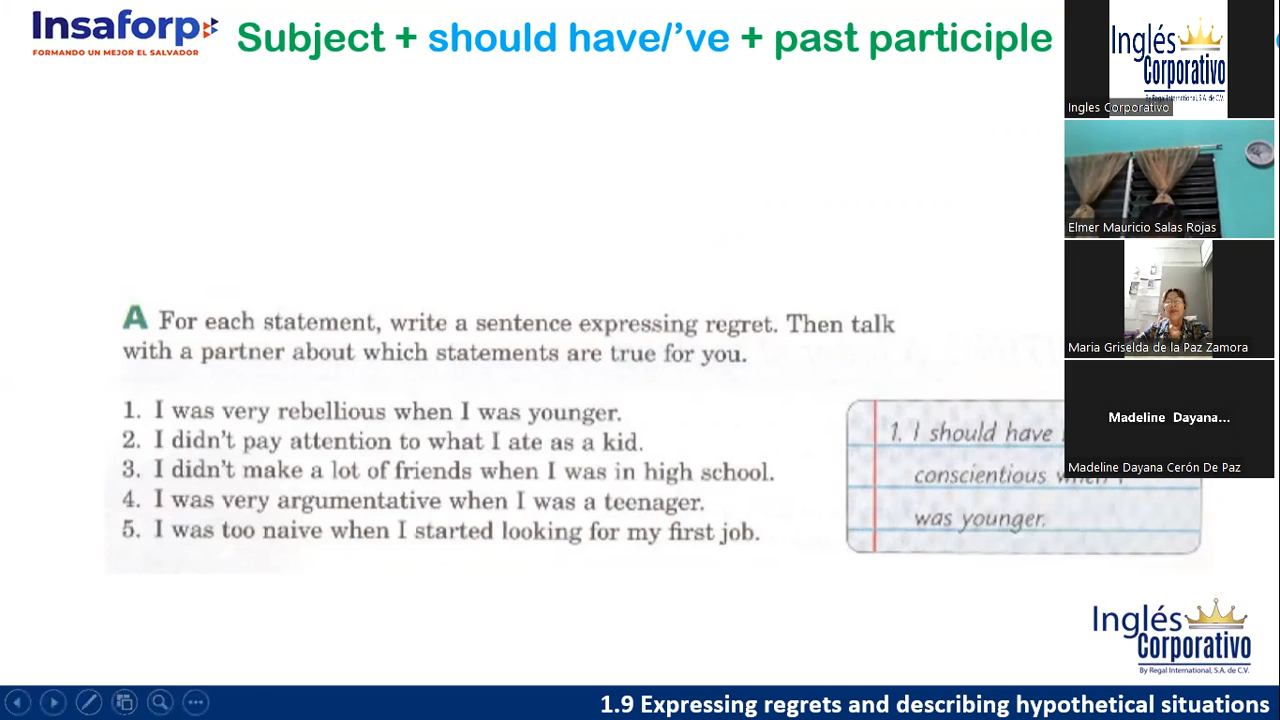 Insaforp
FORMANDO UN MEJOR EL SALVADOR
Subject + should have/'ve + past participle
Inglés
Corporativo
By Regal International, S.A. de C.V.
Ingles Corporativo
Elmer Mauricio Salas Rojas
Maria Griselda de la Paz Zamora
Madeline Dayana...
Madeline Dayana Cerón De Paz
A For each statement, write a sentence expressing regret. Then talk
with a partner about which statements are true for you.
1. I was very rebellious when I was younger.
2. I didn't pay attention to what I ate as a kid.
3. I didn't make a lot of friends when I was in high school.
4. I was very argumentative when I was a teenager.
5. I was too naive when I started looking for my first job.
1. I should have
conscientious when I
was younger.
Inglés
Corporativo
By Regal International, S.A. de C.V.
1.9 Expressing regrets and describing hypothetical situations